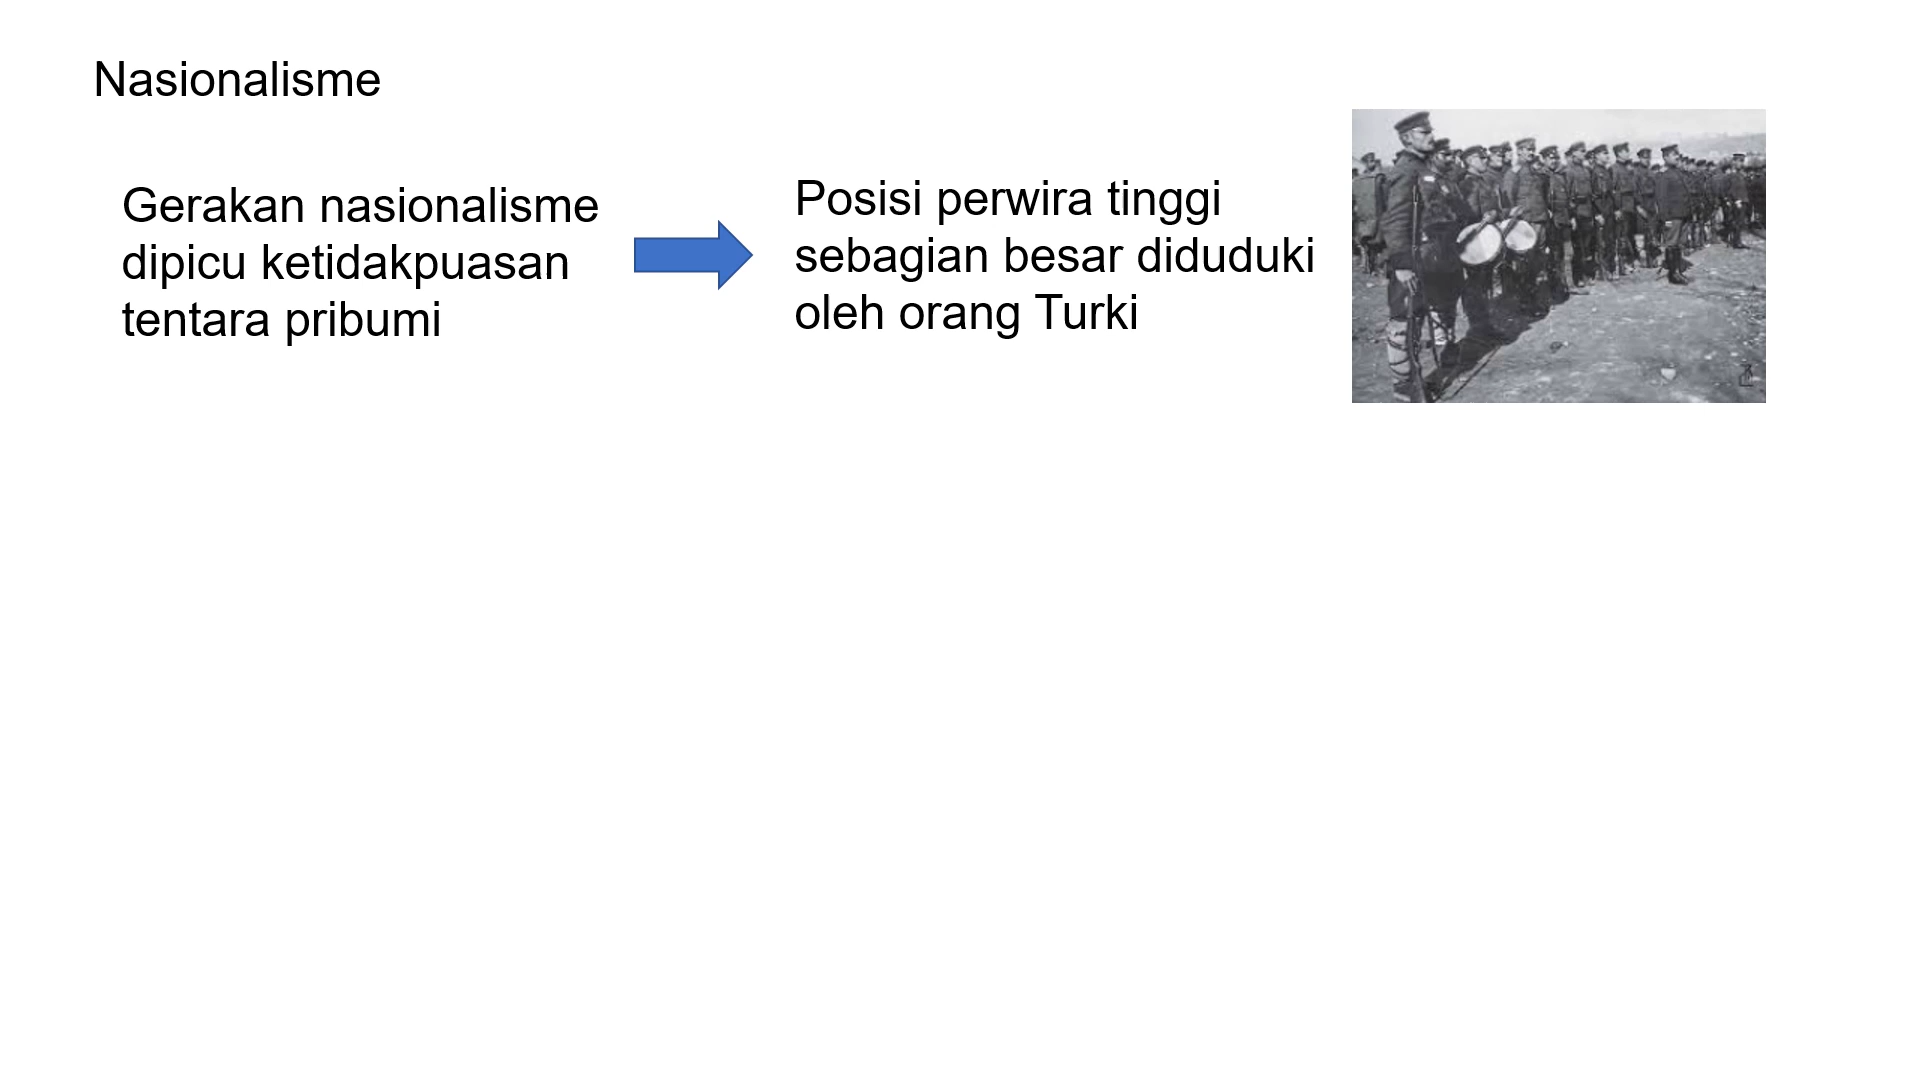 Nasionalisme
Gerakan nasionalisme
dipicu ketidakpuasan
tentara pribumi
Posisi perwira tinggi
sebagian besar diduduki
oleh orang Turki